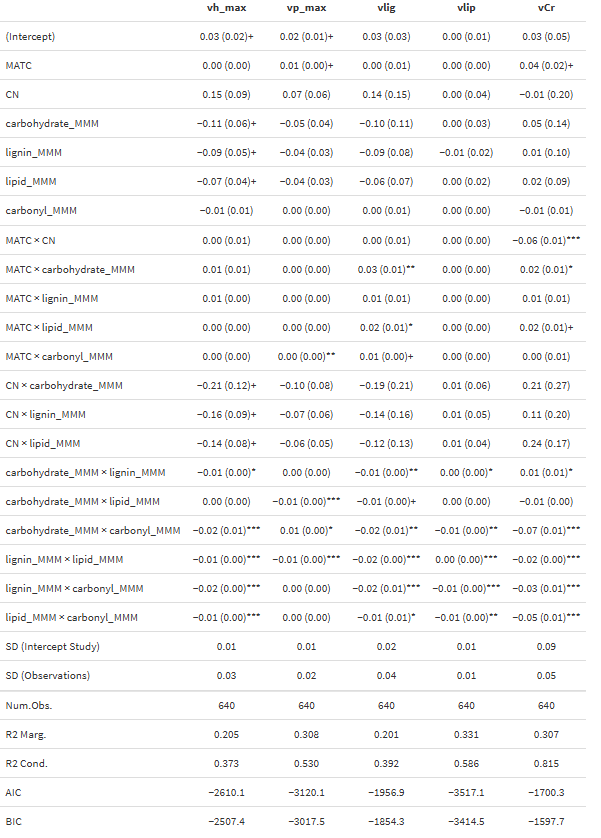 vh_max vp_max vlig vlip vCr
(Intercept) 0.03 (0.02)+ 0.02 (0.01)+ 0.03 (0.03) 0.00 (0.01) 0.03 (0.05)
MATC 0.00 (0.00) 0.01 (0.00)+ 0.00 (0.01) 0.00 (0.00) 0.04 (0.02)+
CN 0.15 (0.09) 0.07 (0.06) 0.14 (0.15) 0.00 (0.04) −0.01 (0.20)
carbohydrate_MMM −0.11 (0.06)+ −0.05 (0.04) −0.10 (0.11) 0.00 (0.03) 0.05 (0.14)
lignin_MMM −0.09 (0.05)+ −0.04 (0.03) −0.09 (0.08) −0.01 (0.02) 0.01 (0.10)
lipid_MMM −0.07 (0.04)+ −0.04 (0.03) −0.06 (0.07) 0.00 (0.02) 0.02 (0.09)
carbonyl_MMM −0.01 (0.01) 0.00 (0.00) 0.00 (0.01) 0.00 (0.00) −0.01 (0.01)
MATC × CN 0.00 (0.01) 0.00 (0.00) 0.00 (0.01) 0.00 (0.00) −0.06 (0.01)***
MATC × carbohydrate_MMM 0.01 (0.01) 0.00 (0.00) 0.03 (0.01)** 0.00 (0.00) 0.02 (0.01)*
MATC × lignin_MMM 0.01 (0.00) 0.00 (0.00) 0.01 (0.01) 0.00 (0.00) 0.01 (0.01)
MATC × lipid_MMM 0.00 (0.00) 0.00 (0.00) 0.02 (0.01)* 0.00 (0.00) 0.02 (0.01)+
MATC × carbonyl_MMM 0.00 (0.00) 0.00 (0.00)** 0.01 (0.00)+ 0.00 (0.00) 0.00 (0.01)
CN × carbohydrate_MMM −0.21 (0.12)+ −0.10 (0.08) −0.19 (0.21) 0.01 (0.06) 0.21 (0.27)
CN × lignin_MMM −0.16 (0.09)+ −0.07 (0.06) −0.14 (0.16) 0.01 (0.05) 0.11 (0.20)
CN × lipid_MMM −0.14 (0.08)+ −0.06 (0.05) −0.12 (0.13) 0.01 (0.04) 0.24 (0.17)
carbohydrate_MMM × lignin_MMM −0.01 (0.00)* 0.00 (0.00) −0.01 (0.00)** 0.00 (0.00)* 0.01 (0.01)*
carbohydrate_MMM × lipid_MMM 0.00 (0.00) −0.01 (0.00)*** −0.01 (0.00)+ 0.00 (0.00) −0.01 (0.00)
carbohydrate_MMM × carbonyl_MMM −0.02 (0.01)*** 0.01 (0.00)* −0.02 (0.01)** −0.01 (0.00)** −0.07 (0.01)***
lignin_MMM × lipid_MMM −0.01 (0.00)*** −0.01 (0.00)*** −0.02 (0.00)*** 0.00 (0.00)*** −0.02 (0.00)***
lignin_MMM × carbonyl_MMM −0.02 (0.00)*** 0.00 (0.00) −0.02 (0.01)*** −0.01 (0.00)*** −0.03 (0.01)***
lipid_MMM × carbonyl_MMM −0.01 (0.00)*** 0.00 (0.00) −0.01 (0.01)* −0.01 (0.00)** −0.05 (0.01)***
SD (Intercept Study) 0.01 0.01 0.02 0.01 0.09
SD (Observations) 0.03 0.02 0.04 0.01 0.05
Num.Obs. 640 640 640 640 640
R2 Marg. 0.205 0.308 0.201 0.331 0.307
R2 Cond. 0.373 0.530 0.392 0.586 0.815
AIC −2610.1 −3120.1 −1956.9 −3517.1 −1700.3
BIC −2507.4 −3017.5 −1854.3 −3414.5 −1597.7